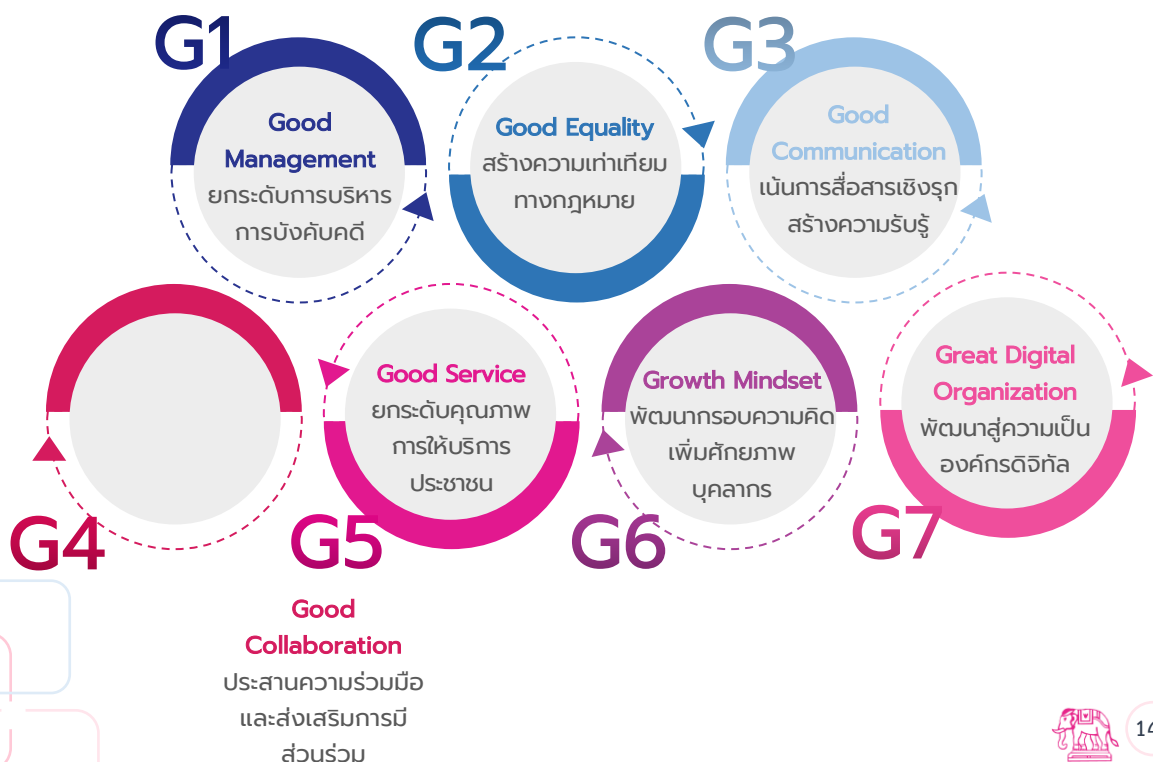 G1
Good
Management
ยกระดับการบริหาร
การบังคับคดี
G2
Good Equality
สร้างความเท่าเทียม
ทางกฎหมาย
G3
Good
Communication
เน้นการสื่อสารเชิงรุก
สร้างความรับรู้
G4
G5
Good Service
ยกระดับคุณภาพ
การให้บริการ
ประชาชน
G6
Growth Mindset
พัฒนากรอบความคิด
เพิ่มศักยภาพ
บุคลากร
G7
Great Digital
Organization
พัฒนาสู่ความเป็น
องค์กรดิจิทัล
Good
Collaboration
ประสานความร่วมมือ
และส่งเสริมการมี
ส่วนร่วม
14